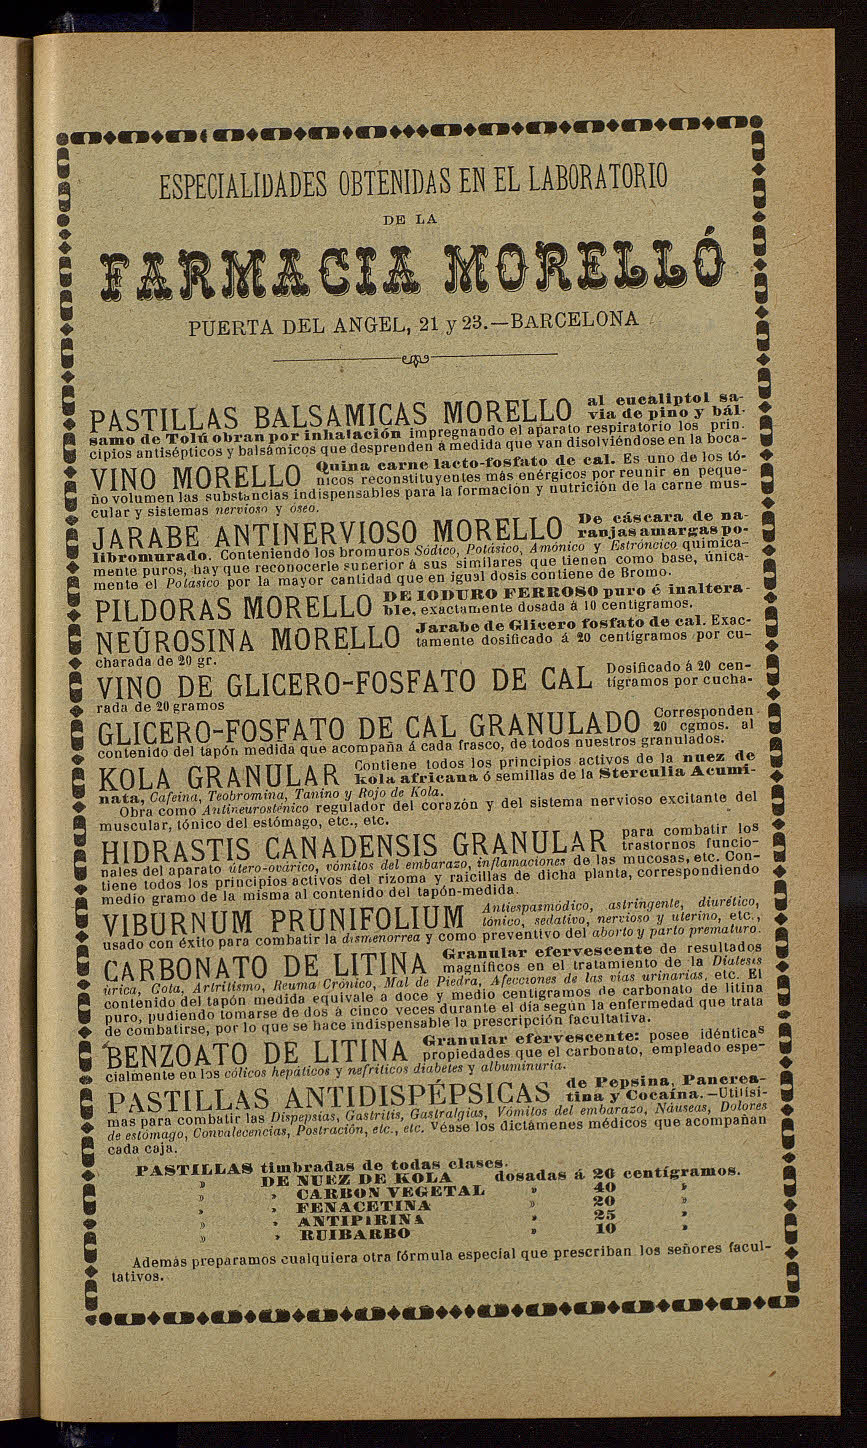 ESPECIALIDADES OBTENIDAS EN EL LABORATORIO
DE LA
FARMACIA MORELLÓ
PUERTA DEL ANGEL, 21 y 23.—BARCELONA
PASTILLAS BALSAMICAS MORELLO al eucaliptol sa-
via de pino y bál-
samo de Tolú obran por inhalación impregnando el aparato respiratorio los prin-
cipios antisépticos y balsámicos que desprenden á medida que van disolviéndose en la boca-
VINO MORELLO Quina carne lacto-fosfato de cal. Es uno de los tó-
nicos reconstituyentes más enérgicos por reunir en peque-
ño volumen las substancias indispensables para la formación y nutrición de la carne mus-
cular y sistemas nervioso y óseo.
JARABE ANTINERVIOSO MORELLO De cáscara de na-
ranjas amargas po-
libromurado. Conteniendo los bromuros Sódico, Potásico, Amónico y Estróncico química-
mente puros, hay que reconocerle superior á sus similares que tienen como base, única-
mente el Potasico por la mayor cantidad que en igual dosis contiene de Bromo.
PILDORAS MORELLO DE IODURO FERROSO puro é inaltera-
ble, exactamente dosada á 10 centigramos.
NEÚROSINA MORELLO Jarabe de Glicero fosfato de cal. Exac-
tamente dosificado á 20 centígramos por cu-
charada de 20 gr.
VINO DE GLICERO-FOSFATO DE CAL Dosificado á 20 cen-
tígramos por cucha-
rada de 20 gramos
GLICERO-FOSFATO DE CAL GRANULADO Corresponden
20 cgmos. al
contenido del tapón medida que acompaña á cada frasco, de todos nuestros granulados.
KOLA GRANULAR Contiene todos los principios activos de la nuez de
kola africana ó semillas de la Sterculia Acumi-
nata, Cafeina, Teobromina, Tanino y Rojo de Kola.
Obra como Antineurosténico regulador del corazón y del sistema nervioso excitante del
muscular, tónico del estómago, etc., etc.
HIDRASTIS CANADENSIS GRANULAR para combatir los
trastornos funcio-
nales del aparato útero-ovárico, vómitos del embarazo, inflamaciones de las mucosas, etc. Con-
tiene todos los principios activos del rizoma y raicillas de dicha planta, correspondiendo
medio gramo de la misma al contenido del tapón-medida.
VIBURNUM PRUNIFOLIUM Antiespasmódico, astringente, diurético,
tónico, sedativo, nervioso y uterino, etc.,
usado con éxito para combatir la dismenorrea y como preventivo del aborto y parto prematuro.
CARBONATO DE LITINA Granular efervescente de resultados
magníficos en el tratamiento de la Diatesis
úrica, Gota, Artritismo, Reuma Crónico, Mal de Piedra, Afecciones de las vias urinarias, etc. El
contenido del tapón medida equivale a doce y medio centigramos de carbonato de litina
puro, pudiendo tomarse de dos á cinco veces durante el día según la enfermedad que trata
de combatirse, por lo que se hace indispensable la prescripción facultativa.
BENZOATO DE LITINA Granular efervescente: posee idénticas
propiedades que el carbonato, empleado espe-
cialmente en los cólicos hepáticos y nefriticos diabetes y albuminuria.
PASTILLAS ANTIDISPÉPSICAS de Pepsina, Pancrea-
tina y Cocaína.—Utilísi-
mas para combatir las Dispepsias, Gastritis, Gastralgias, Vómitos del embarazo, Náuseas, Dolores
de estómago, Convalecencias, Postración, etc., etc. Véase los dictámenes médicos que acompañan
cada caja.
PASTILLAS timbradas de todas clases.
» DE NUEZ DE KOLA dosadas á 20 centígramos.
» » CARBON VEGETAL » 40 »
» » FENACETINA » 20 »
» » ANTIPIRINA » 25 »
» » RUIBARBO » 10 »
Además preparamos cualquiera otra fórmula especial que prescriban los señores facul-
tativos.